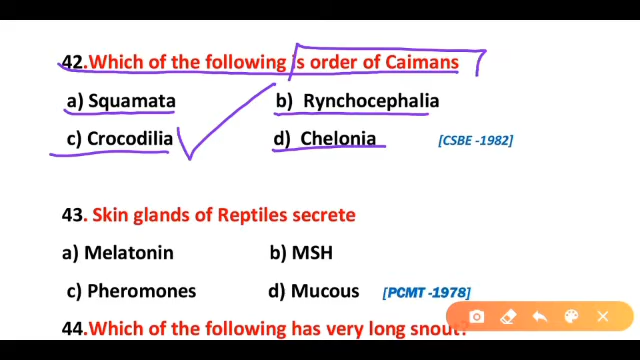 42.Which of the following is order of Caimans
a) Squamata b) Rynchocephalia
c) Crocodilia d) Chelonia [CSBE -1982]
43. Skin glands of Reptiles secrete
a) Melatonin b) MSH
c) Pheromones d) Mucous [PCMT -1978]
44.Which of the following has very long snout?